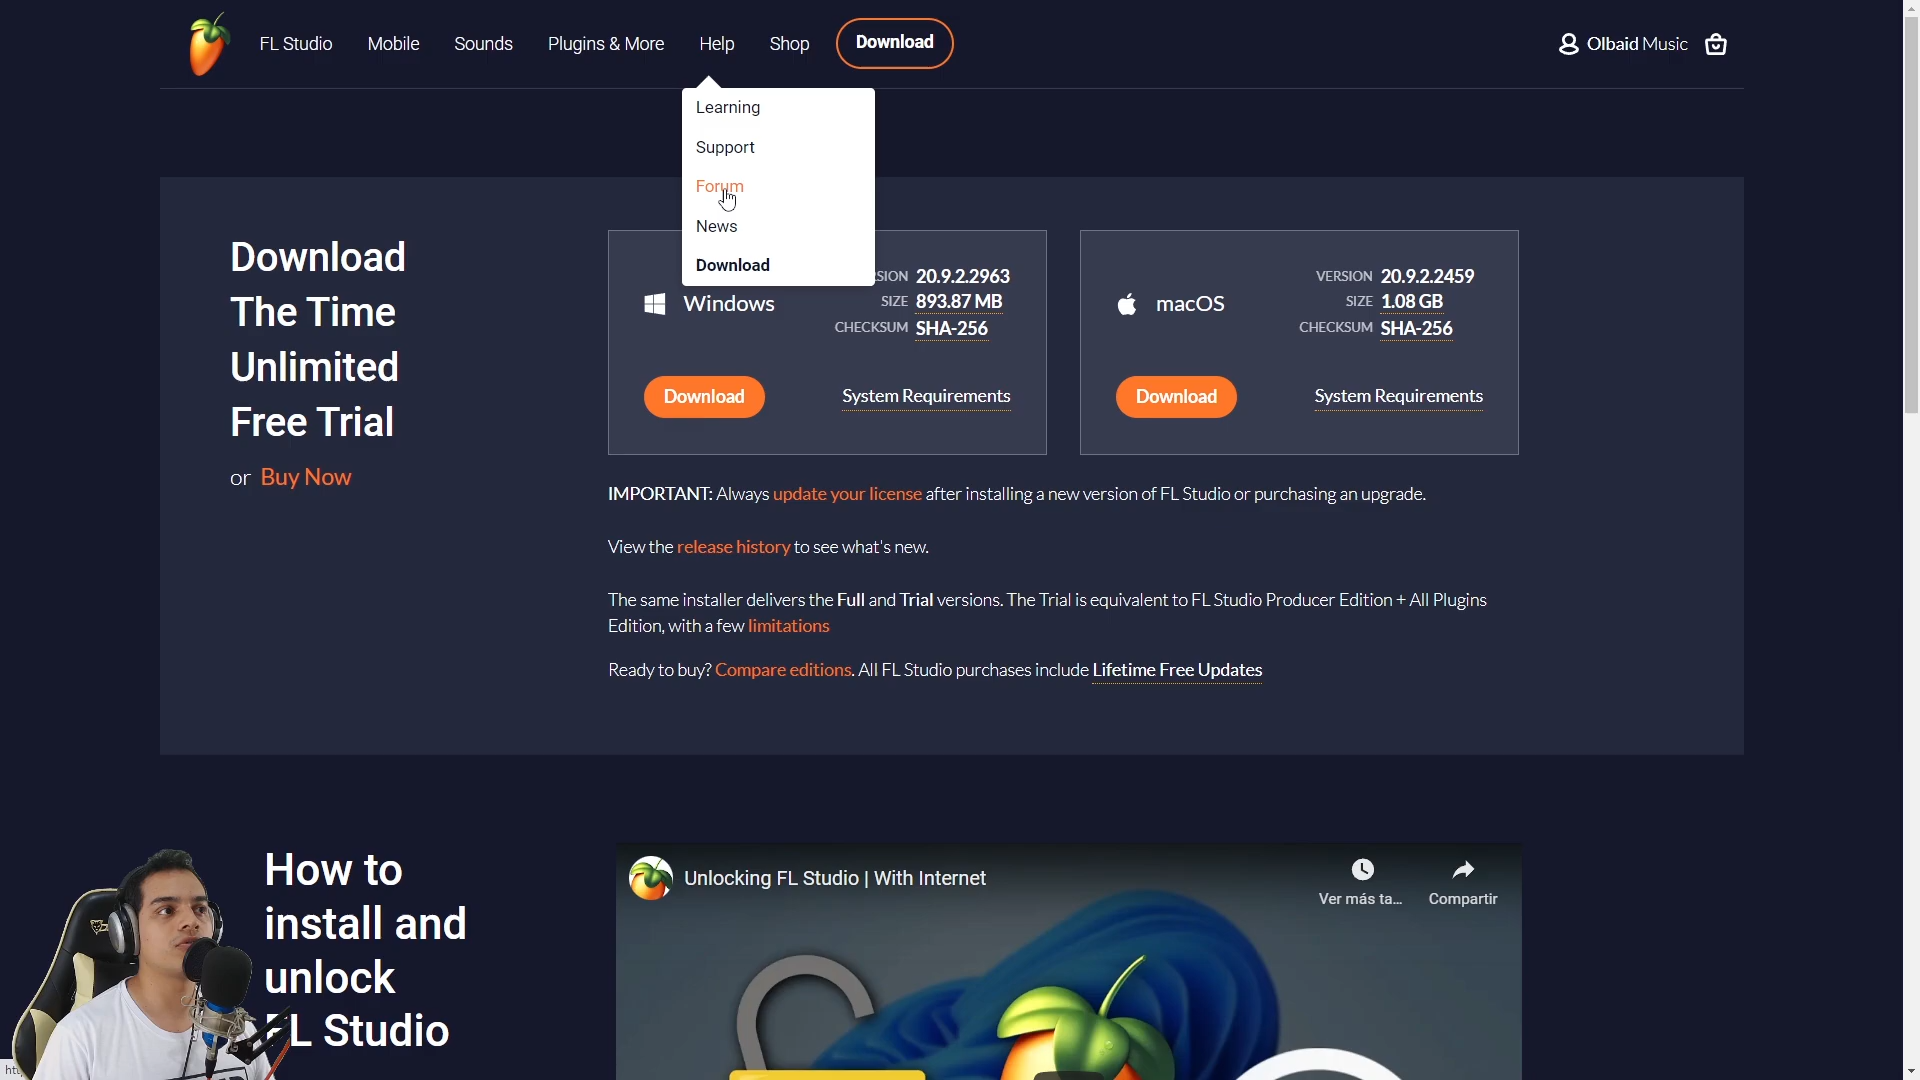 FL Studio Mobile Sounds Plugins & More Help Shop Download Olbaid Music
Learning
Support
Forum
News
Download
Download
The Time
Unlimited
Free Trial
or Buy Now
Windows
20.9.2.2963
SIZE 893.87 MB
CHECKSUM SHA-256
Download System Requirements
macOS
VERSION 20.9.2.2459
SIZE 1.08 GB
CHECKSUM SHA-256
Download System Requirements
IMPORTANT: Always update your license after installing a new version of FL Studio or purchasing an upgrade.
View the release history to see what's new.
The same installer delivers the Full and Trial versions. The Trial is equivalent to FL Studio Producer Edition + All Plugins
Edition, with a few limitations
Ready to buy? Compare editions. All FL Studio purchases include Lifetime Free Updates
How to
install and
unlock
FL Studio
Unlocking FL Studio | With Internet
Ver más ta... Compartir